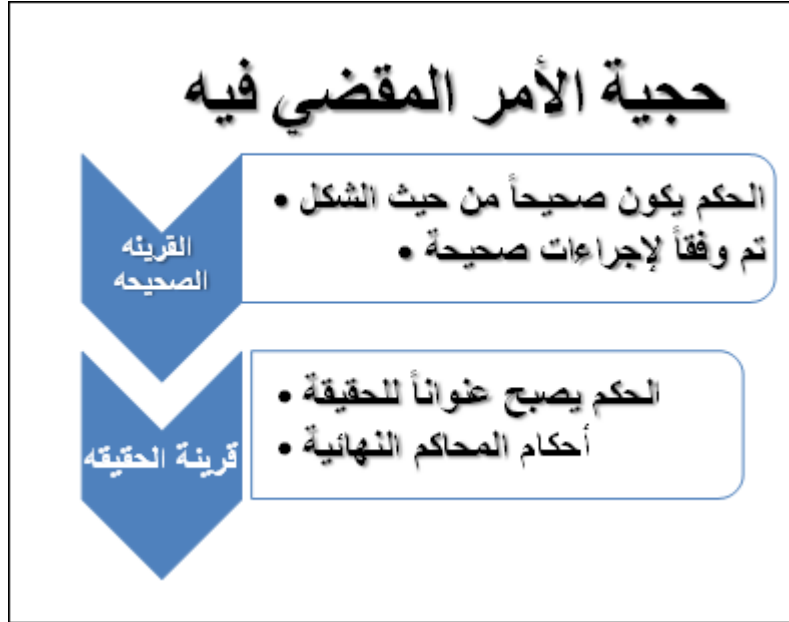 حجية الأمر المقضي فيه
القرينه
الصحيحه
• الحكم يكون صحيحاً من حيث الشكل
• تم وفقاً لإجراءات صحيحة
قرينة الحقيقه
• الحكم يصبح عنواناً للحقيقة
• أحكام المحاكم النهائية